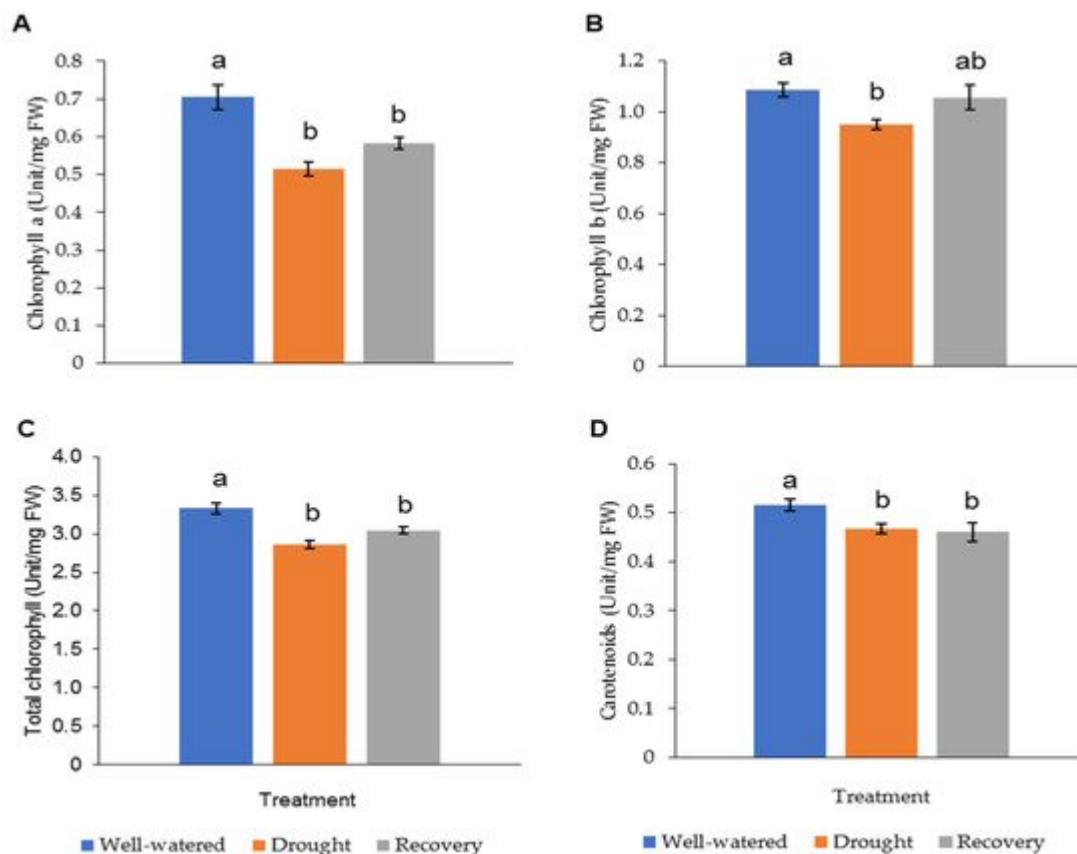 A
Chlorophyll a (Unit/mg FW)
0.8
0.7
0.6
0.5
0.4
0.3
0.2
0.1
0
a
b
b
B
Chlorophyll b (Unit/mg FW)
1.2
1.0
0.8
0.6
0.4
0.2
0
a
b
ab
C
Total chlorophyll (Unit/mg FW)
4.0
3.5
3.0
2.5
2.0
1.5
1.0
0.5
0
a
b
b
Treatment
Well-watered Drought Recovery
D
Carotenoids (Unit/mg FW)
0.6
0.5
0.4
0.3
0.2
0.1
0
a
b
b
Treatment
Well-watered Drought Recovery